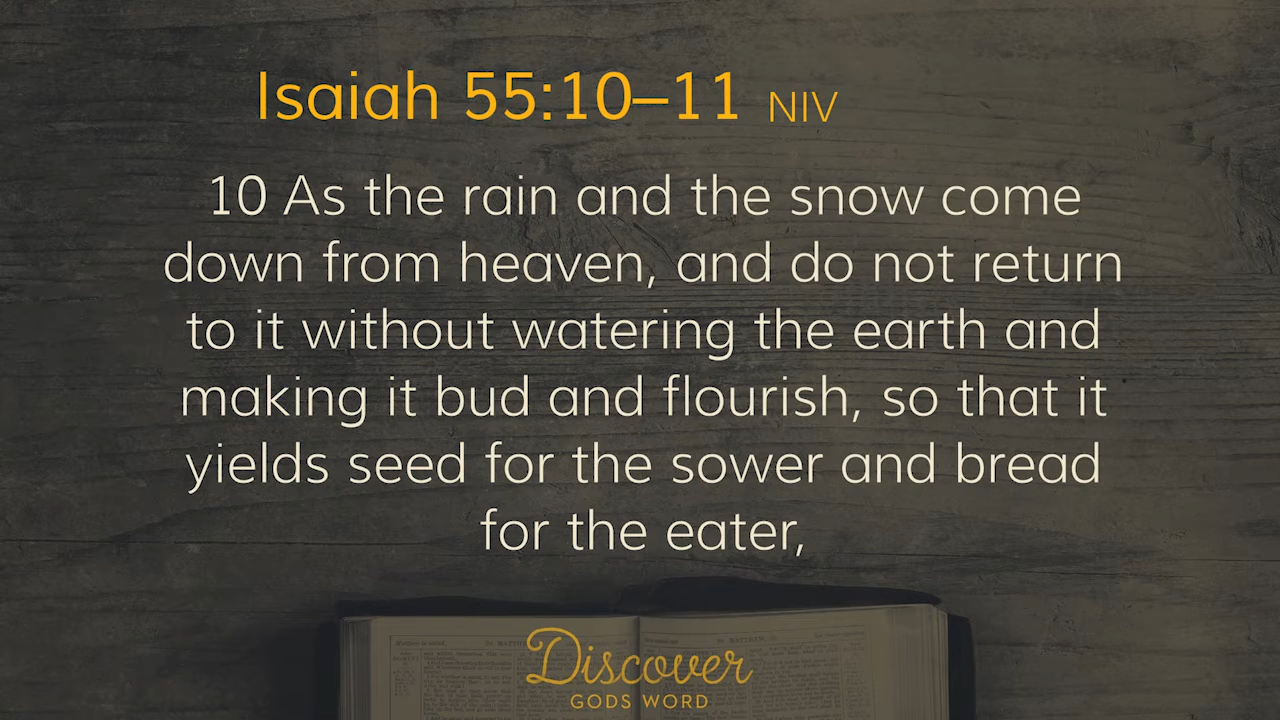 Isaiah 55:10–11 NIV
10 As the rain and the snow come
down from heaven, and do not return
to it without watering the earth and
making it bud and flourish, so that it
yields seed for the sower and bread
for the eater,
Discover
GODS WORD